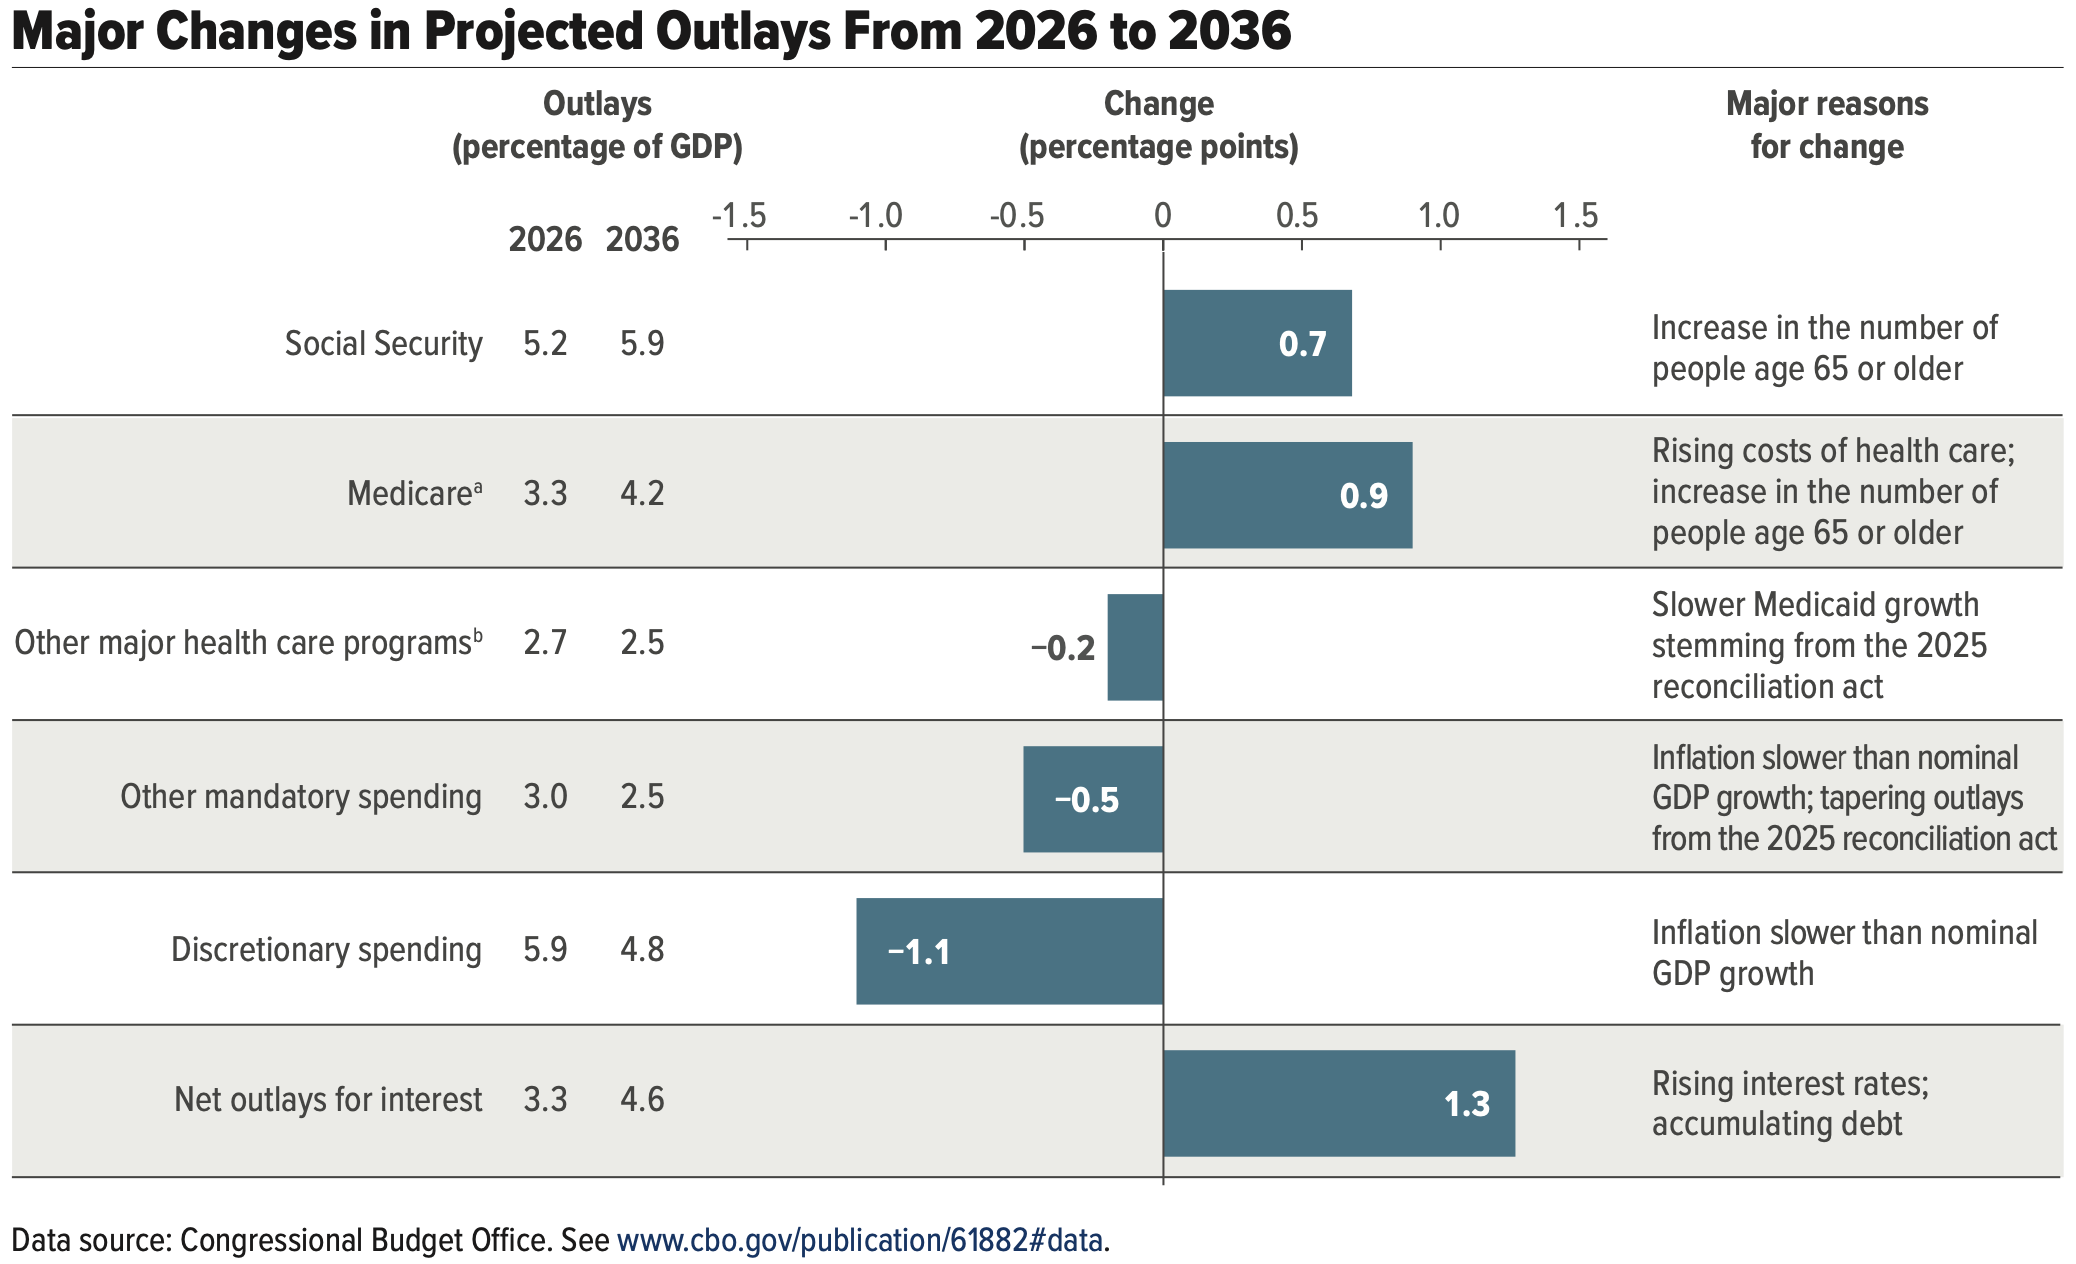 Major Changes in Projected Outlays From 2026 to 2036
Outlays
(percentage of GDP)
Change
(percentage points)
Major reasons
for change
2026 2036
-1.5 -1.0 -0.5 0 0.5 1.0 1.5
Social Security 5.2 5.9 0.7
Increase in the number of
people age 65 or older
Medicareᵃ 3.3 4.2 0.9
Rising costs of health care;
increase in the number of
people age 65 or older
Other major health care programsᵇ 2.7 2.5 −0.2
Slower Medicaid growth
stemming from the 2025
reconciliation act
Other mandatory spending 3.0 2.5 −0.5
Inflation slower than nominal
GDP growth; tapering outlays
from the 2025 reconciliation act
Discretionary spending 5.9 4.8 −1.1
Inflation slower than nominal
GDP growth
Net outlays for interest 3.3 4.6 1.3
Rising interest rates;
accumulating debt
Data source: Congressional Budget Office. See www.cbo.gov/publication/61882#data.